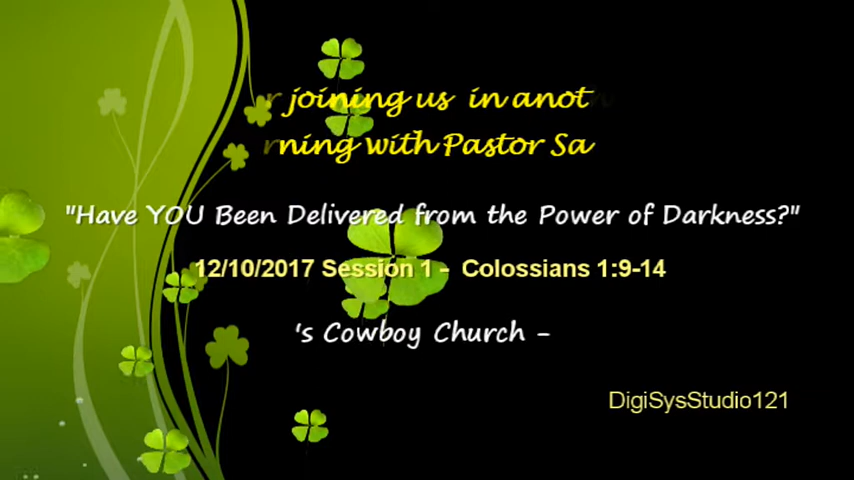 r joining us in anot
rning with Pastor Sa
"Have YOU Been Delivered from the Power of Darkness?"
12/10/2017 Session 1 - Colossians 1:9-14
's Cowboy Church -
DigiSysStudio121